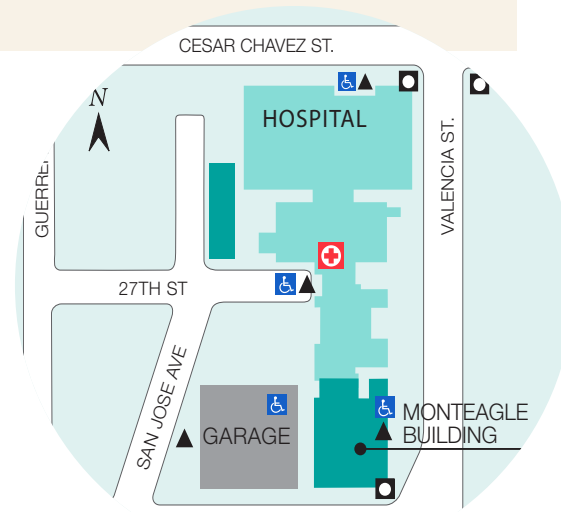 CESAR CHAVEZ ST.
N
HOSPITAL
VALENCIA ST.
27TH ST
SAN JOSE AVE
GARAGE
MONTEAGLE
BUILDING